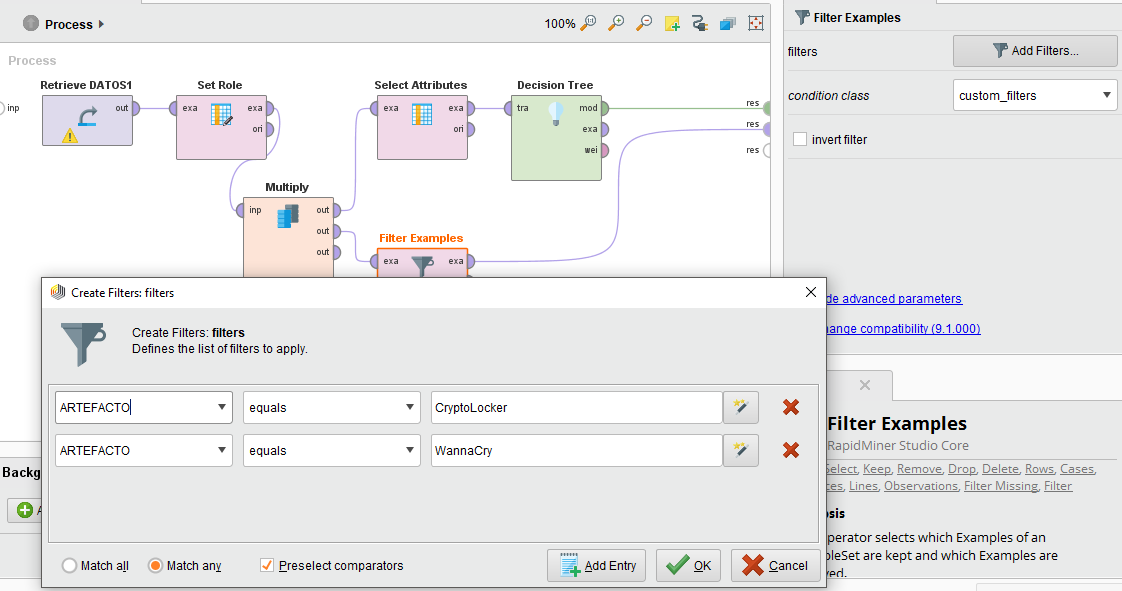 Process
100%
Process
Retrieve DATOS1
Set Role
Select Attributes
Decision Tree
inp
out
exa
exa
ori
exa
exa
ori
tra
mod
exa
wei
res
res
res
Multiply
inp
out
out
out
Filter Examples
exa
exa
Filter Examples
filters
Add Filters...
condition class
custom_filters
invert filter
de advanced parameters
ange compatibility (9.1.000)
Create Filters: filters
Create Filters: filters
Defines the list of filters to apply.
ARTEFACTO
equals
CryptoLocker
ARTEFACTO
equals
WannaCry
Match all
Match any
Preselect comparators
Add Entry
OK
Cancel
Backg
Filter Examples
RapidMiner Studio Core
Select, Keep, Remove, Drop, Delete, Rows, Cases,
ces, Lines, Observations, Filter Missing, Filter
sis
perator selects which Examples of an
pleSet are kept and which Examples are
ved.